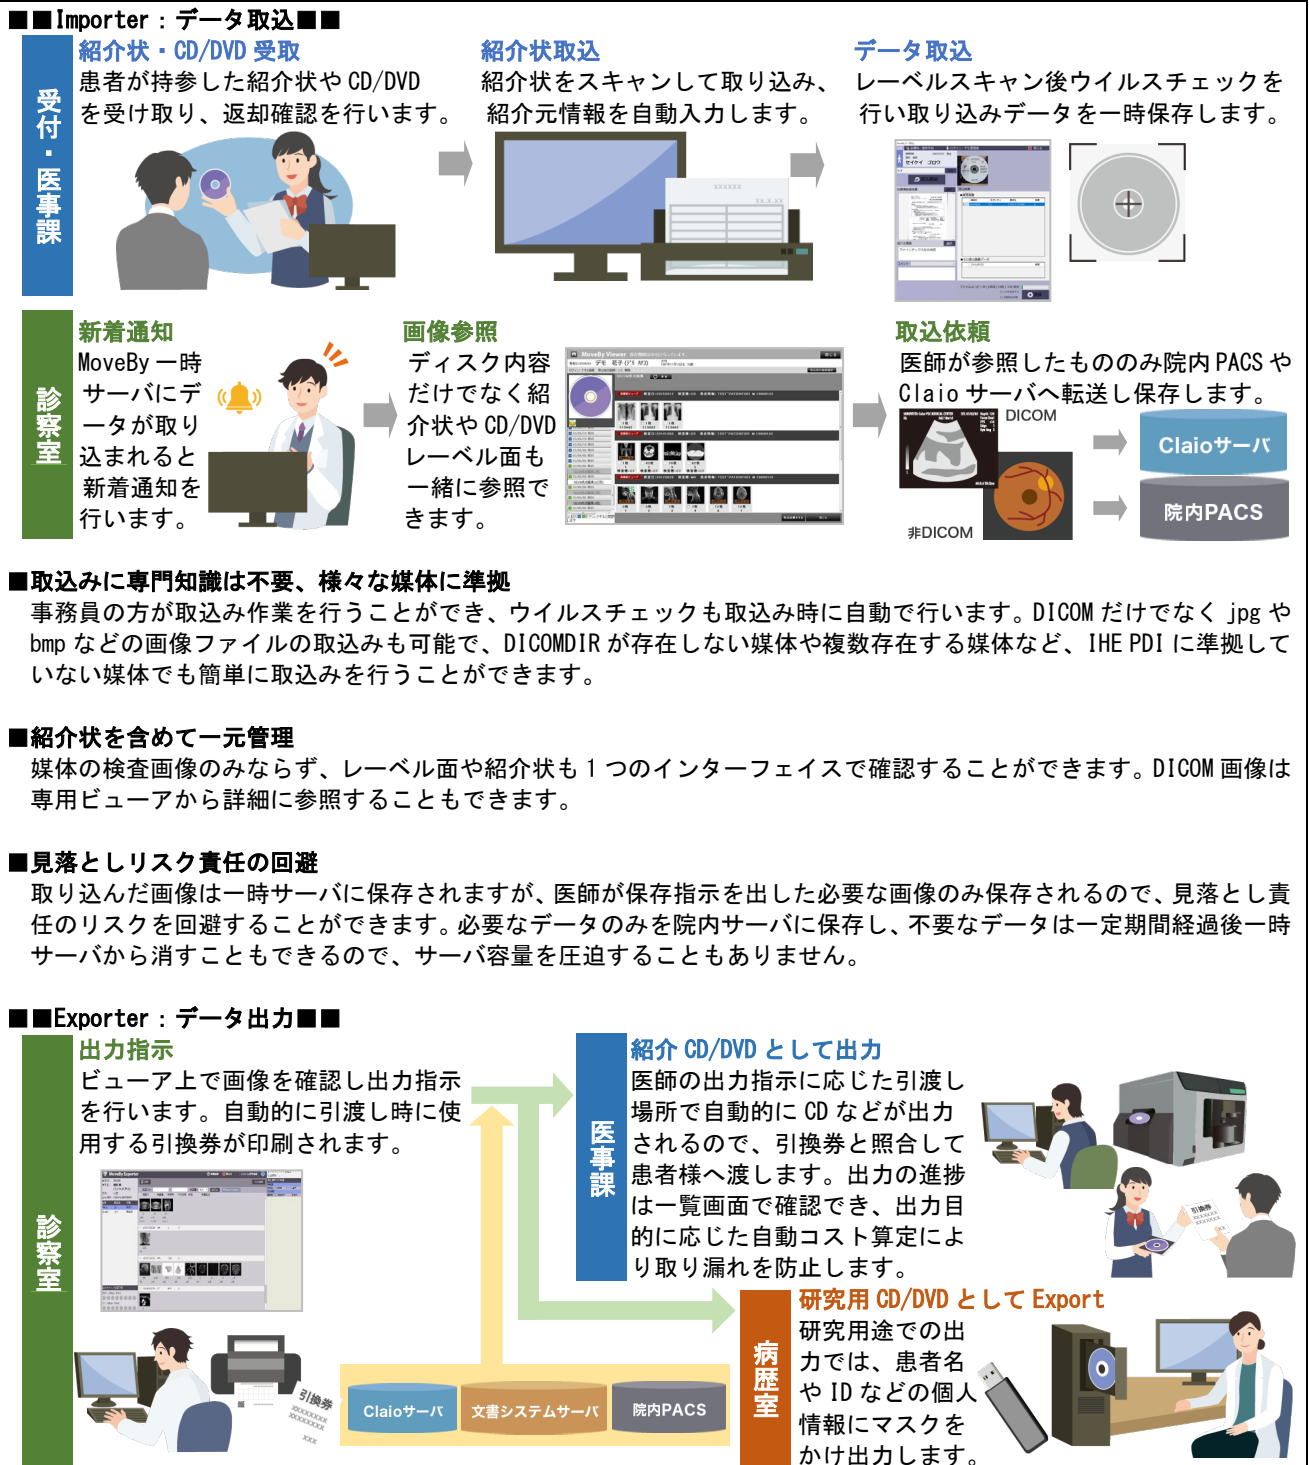 ■■Importer：データ取込■■
受付・医事課
紹介状・CD/DVD 受取
患者が持参した紹介状や CD/DVD
を受け取り、返却確認を行います。
紹介状取込
紹介状をスキャンして取り込み、
紹介元情報を自動入力します。
データ取込
レーベルスキャン後ウイルスチェックを
行い取り込みデータを一時保存します。
XXXXXX
XX.X.XX
セイケイ ゴロウ
診察室
新着通知
MoveBy 一時
サーバにデ
ータが取り
込まれると
新着通知を
行います。
画像参照
ディスク内容
だけでなく紹
介状や CD/DVD
レーベル面も
一緒に参照で
きます。
MoveBy Viewer
取込依頼
医師が参照したもののみ院内 PACS や
Claio サーバへ転送し保存します。
DICOM
非DICOM
Claioサーバ
院内PACS
■取込みに専門知識は不要、様々な媒体に準拠
事務員の方が取込み作業を行うことができ、ウイルスチェックも取込み時に自動で行います。DICOM だけでなく jpg や
bmp などの画像ファイルの取込みも可能で、DICOMDIR が存在しない媒体や複数存在する媒体など、IHE PDI に準拠して
いない媒体でも簡単に取込みを行うことができます。
■紹介状を含めて一元管理
媒体の検査画像のみならず、レーベル面や紹介状も 1 つのインターフェイスで確認することができます。DICOM 画像は
専用ビューアから詳細に参照することもできます。
■見落としリスク責任の回避
取り込んだ画像は一時サーバに保存されますが、医師が保存指示を出した必要な画像のみ保存されるので、見落とし責
任のリスクを回避することができます。必要なデータのみを院内サーバに保存し、不要なデータは一定期間経過後一時
サーバから消すこともできるので、サーバ容量を圧迫することもありません。
■■Exporter：データ出力■■
診察室
出力指示
ビューア上で画像を確認し出力指示
を行います。自動的に引渡し時に使
用する引換券が印刷されます。
MoveBy Exporter
引換券
XXXXXXXX
XXXXXXXX
XXX
Claioサーバ
文書システムサーバ
院内PACS
医事課
紹介 CD/DVD として出力
医師の出力指示に応じた引渡し
場所で自動的に CD などが出力
されるので、引換券と照合して
患者様へ渡します。出力の進捗
は一覧画面で確認でき、出力目
的に応じた自動コスト算定によ
り取り漏れを防止します。
引換券
病歴室
研究用 CD/DVD として Export
研究用途での出
力では、患者名
や ID などの個人
情報にマスクを
かけ出力します。